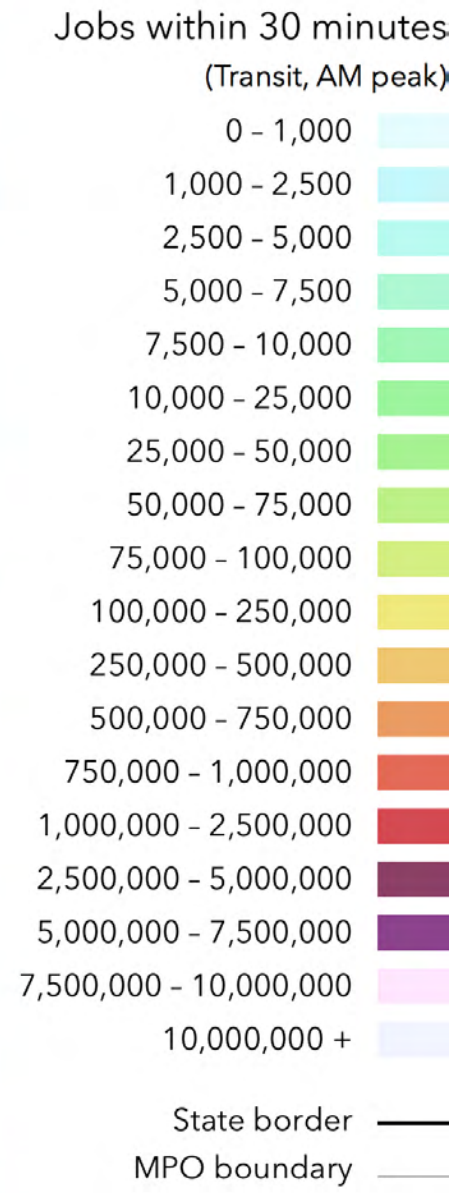 Jobs within 30 minutes
(Transit, AM peak)
0 – 1,000
1,000 – 2,500
2,500 – 5,000
5,000 – 7,500
7,500 – 10,000
10,000 – 25,000
25,000 – 50,000
50,000 – 75,000
75,000 – 100,000
100,000 – 250,000
250,000 – 500,000
500,000 – 750,000
750,000 – 1,000,000
1,000,000 – 2,500,000
2,500,000 – 5,000,000
5,000,000 – 7,500,000
7,500,000 – 10,000,000
10,000,000 +
State border
MPO boundary